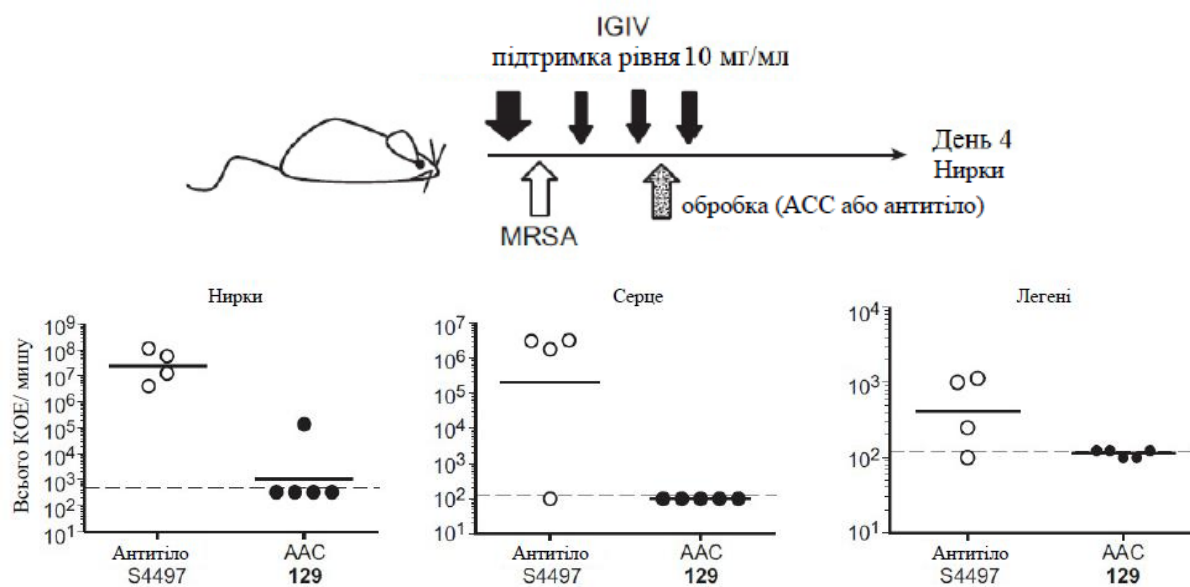 IGIV
підтримка рівня 10 мг/мл
День 4
Нирки
обробка (АСС або антитіло)
MRSA
Нирки
Всього КОЕ/ мишу
10⁹
10⁸
10⁷
10⁶
10⁵
10⁴
10³
10²
10¹
Антитіло
S4497
AAC
129
Серце
10⁷
10⁶
10⁵
10⁴
10³
10²
10¹
Антитіло
S4497
AAC
129
Легені
10⁴
10³
10²
10¹
Антитіло
S4497
AAC
129